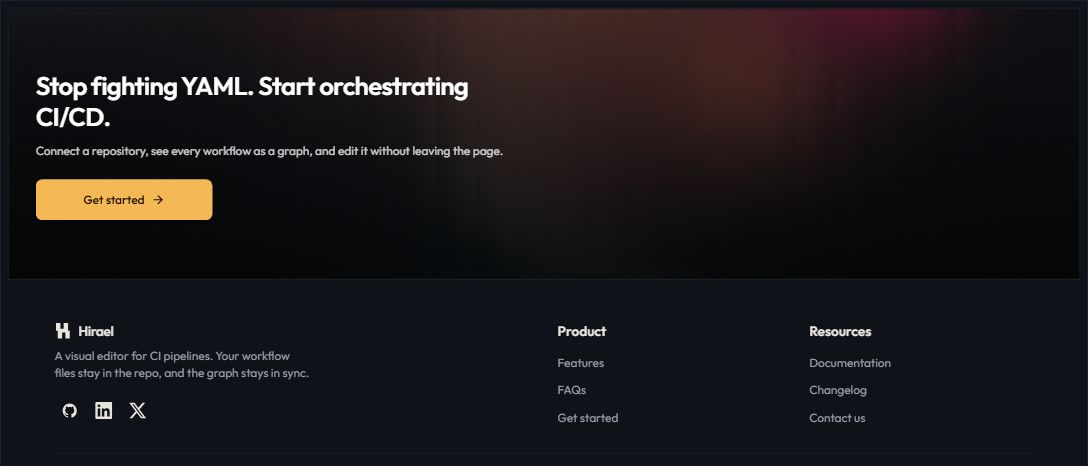 Stop fighting YAML. Start orchestrating
CI/CD.
Connect a repository, see every workflow as a graph, and edit it without leaving the page.
Get started →
Hirael
A visual editor for CI pipelines. Your workflow
files stay in the repo, and the graph stays in sync.
Product
Features
FAQs
Get started
Resources
Documentation
Changelog
Contact us